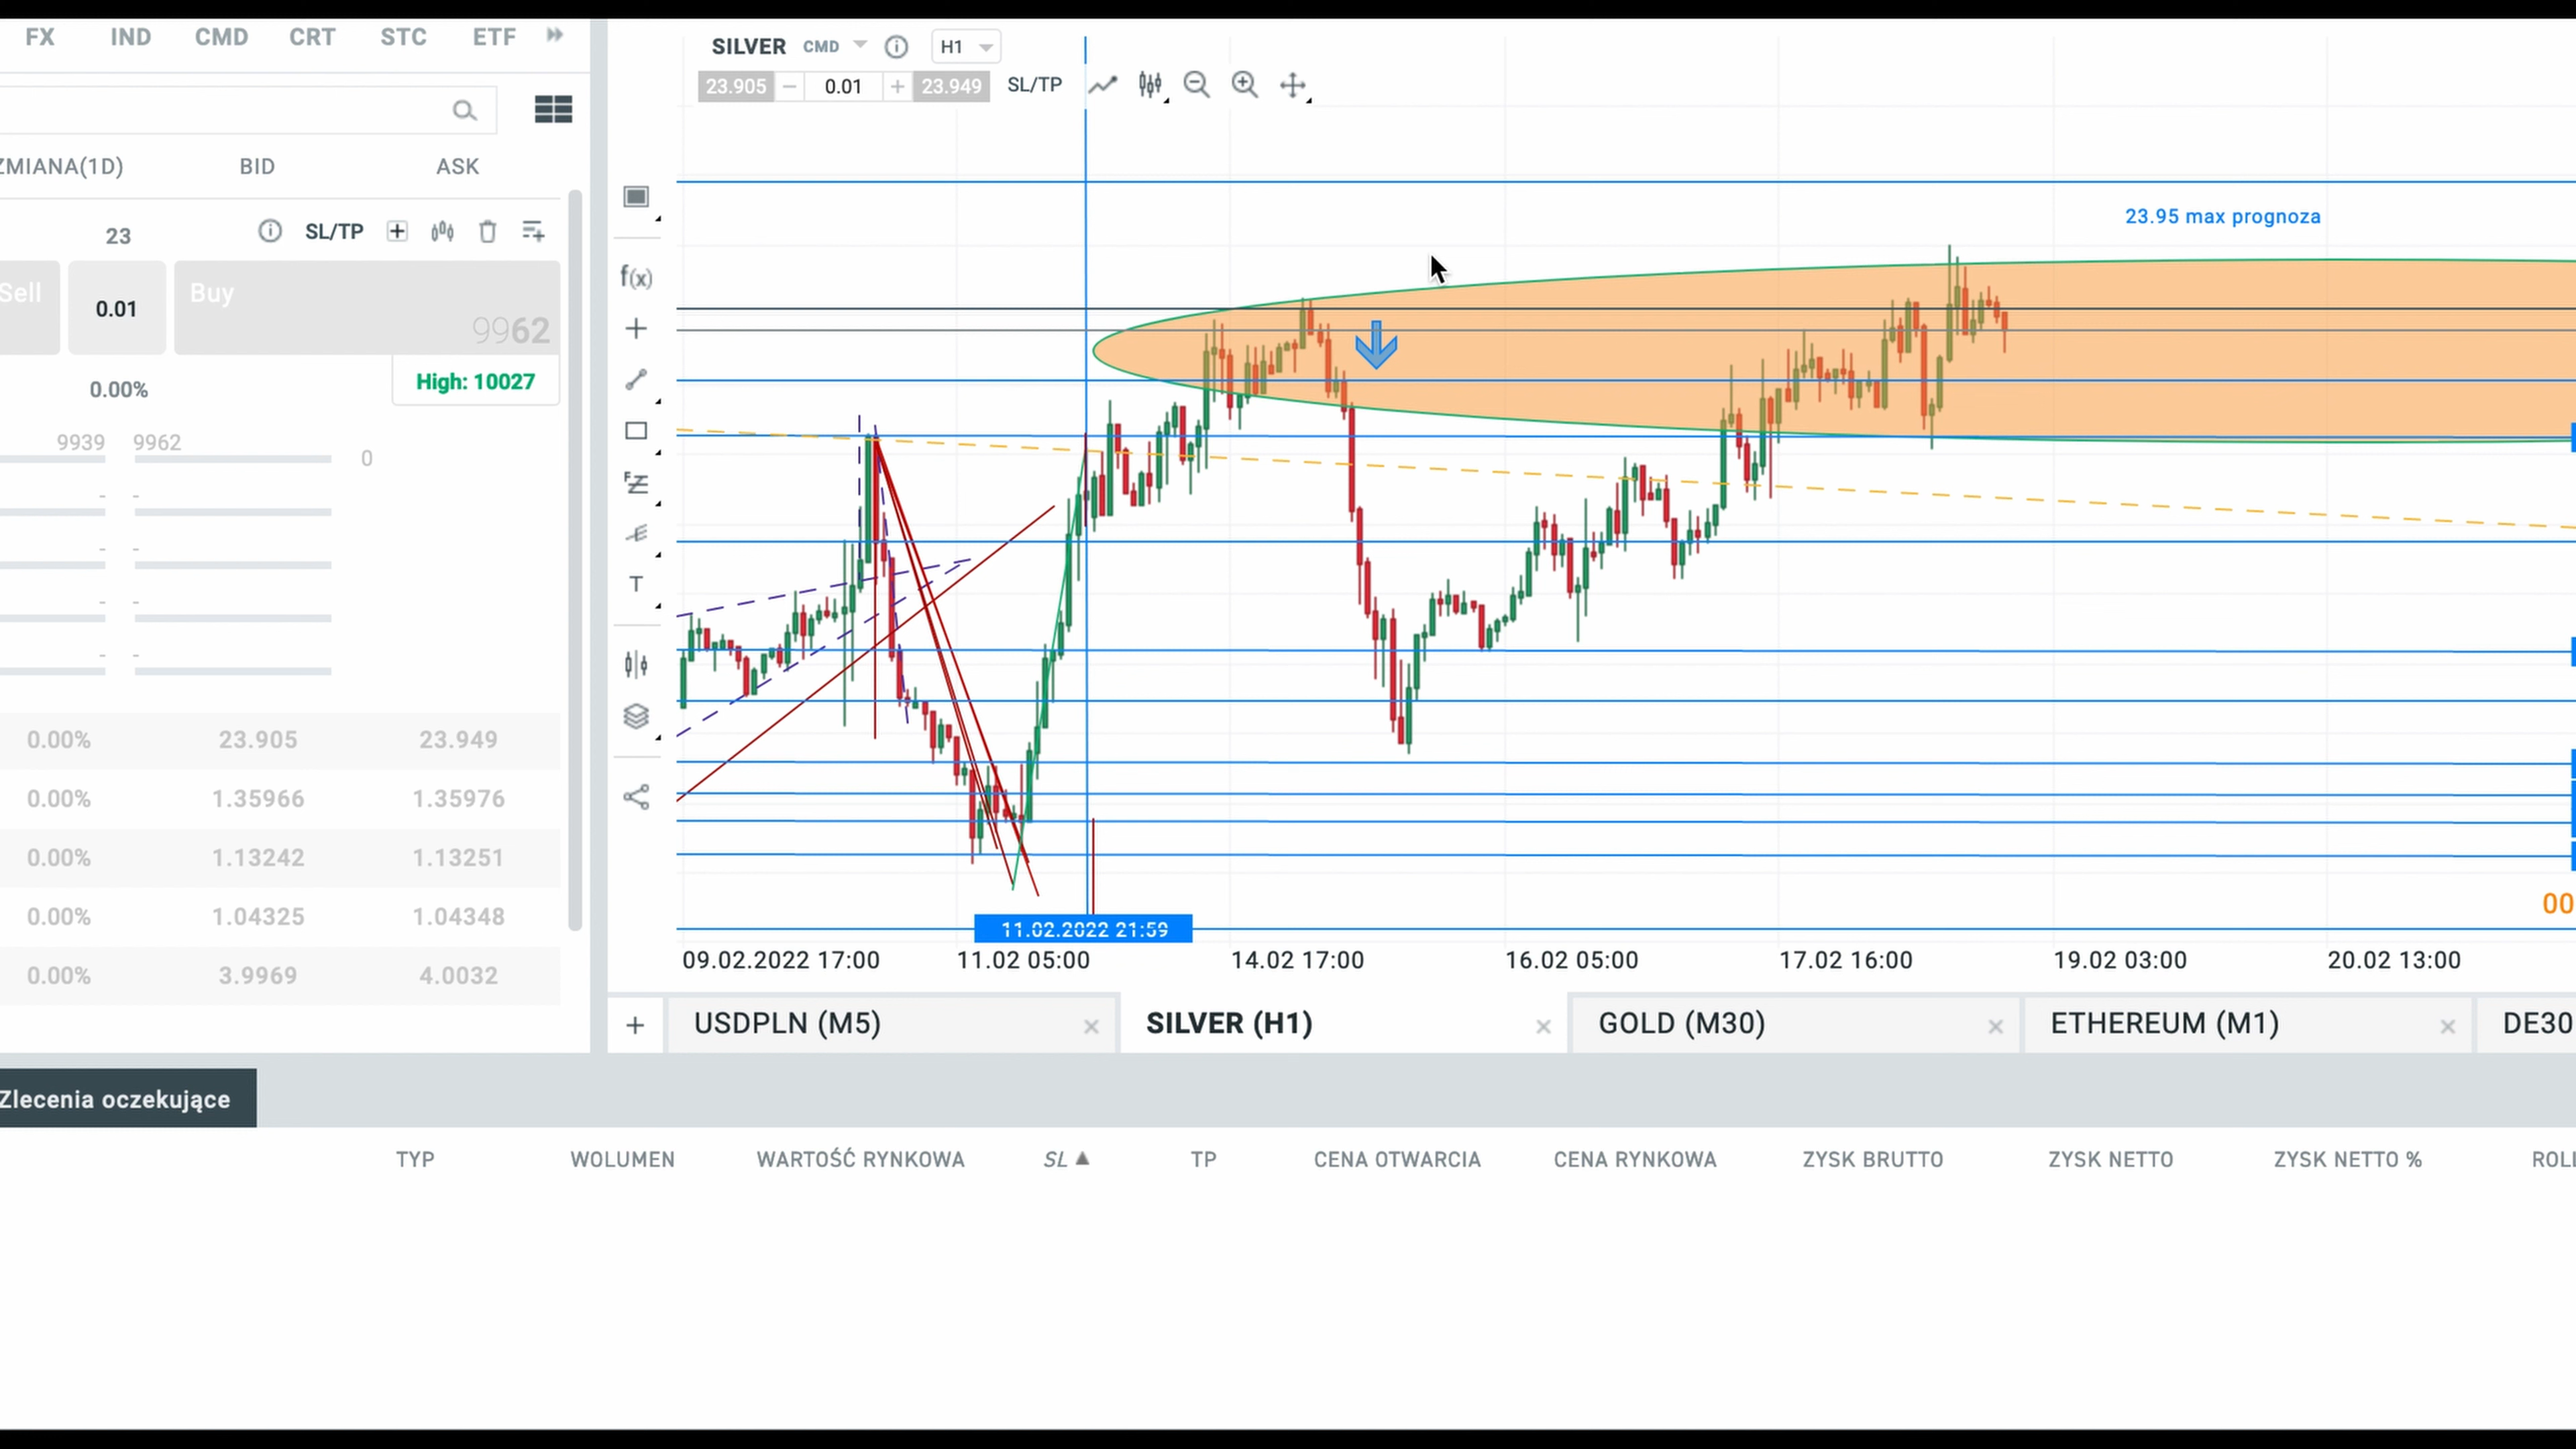 FX IND CMD CRT STC ETF
ZMIANA(1D) BID ASK
23 SL/TP
Sell 0.01 Buy 9962
0.00% High: 10027
9939 9962 0
- -
- -
- -
- -
0.00% 23.905 23.949
0.00% 1.35966 1.35976
0.00% 1.13242 1.13251
0.00% 1.04325 1.04348
0.00% 3.9969 4.0032
SILVER CMD H1
23.905 0.01 23.949 SL/TP
f(x)
T
23.95 max prognoza
00
11.02.2022 21:59
09.02.2022 17:00 11.02 05:00 14.02 17:00 16.02 05:00 17.02 16:00 19.02 03:00 20.02 13:00
+ USDPLN (M5) × SILVER (H1) × GOLD (M30) × ETHEREUM (M1) × DE30
Zlecenia oczekujące
TYP WOLUMEN WARTOŚĆ RYNKOWA SL TP CENA OTWARCIA CENA RYNKOWA ZYSK BRUTTO ZYSK NETTO ZYSK NETTO % ROLL